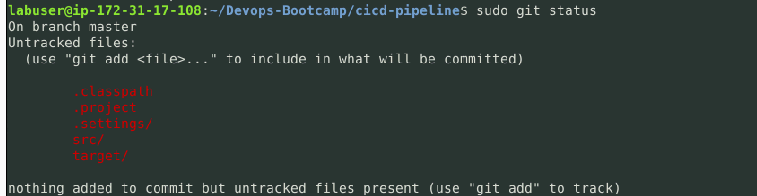 labuser@ip-172-31-17-108:~/Devops-Bootcamp/cicd-pipeline$ sudo git status
On branch master
Untracked files:
  (use "git add <file>..." to include in what will be committed)
        .classpath
        .project
        .settings/
        src/
        target/
nothing added to commit but untracked files present (use "git add" to track)